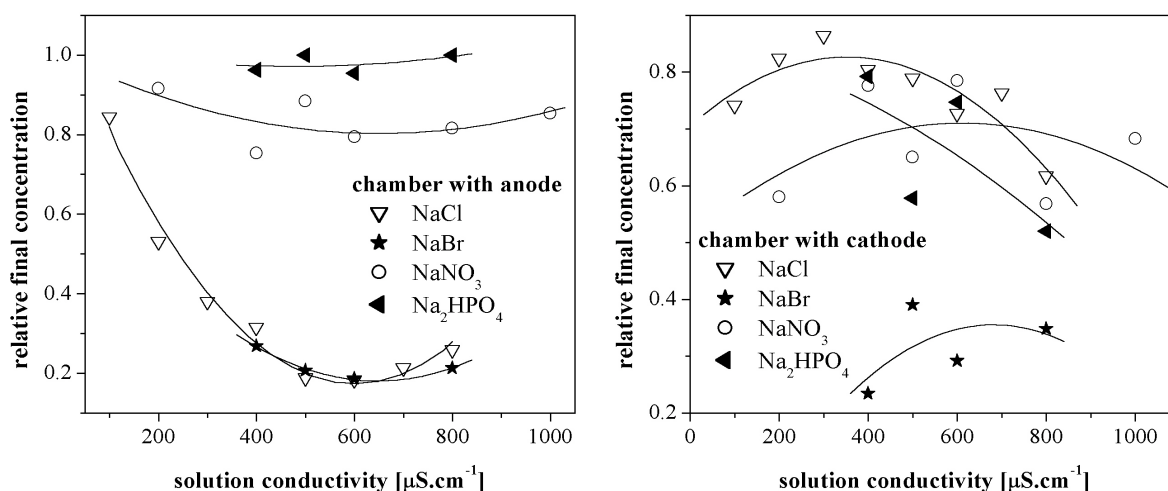 relative final concentration
1.0
0.8
0.6
0.4
0.2
200 400 600 800 1000
solution conductivity [μS.cm⁻¹]
chamber with anode
NaCl
NaBr
NaNO₃
Na₂HPO₄
relative final concentration
0.8
0.6
0.4
0.2
0 200 400 600 800 1000
solution conductivity [μS.cm⁻¹]
chamber with cathode
NaCl
NaBr
NaNO₃
Na₂HPO₄